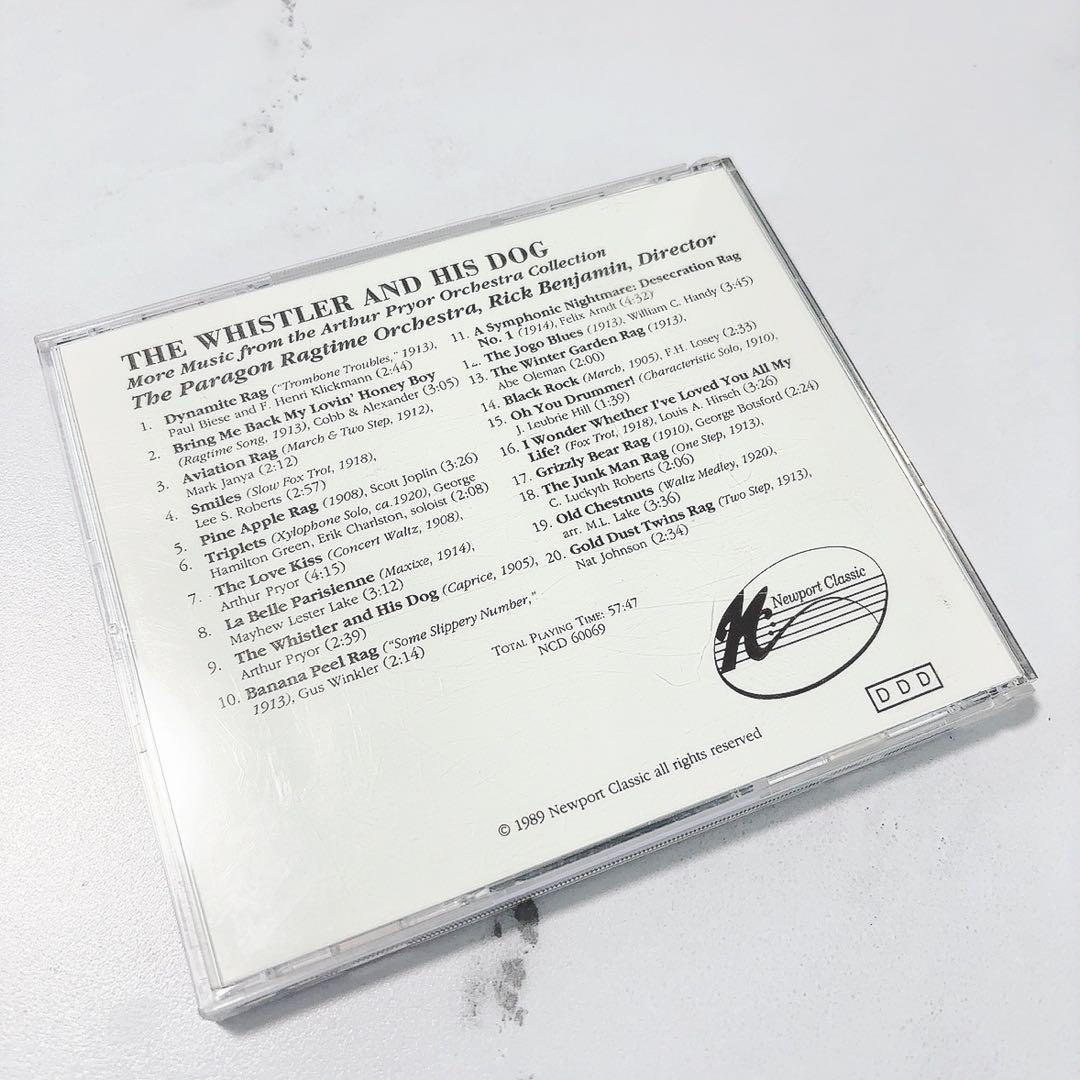 THE WHISTLER AND HIS DOG
More Music from the Arthur Pryor Orchestra Collection
The Paragon Ragtime Orchestra, Rick Benjamin, Director
1. Dynamite Rag ("Trombone Troubles," 1913),
Paul Biese and F. Henri Klickmann (2:44)
2. Bring Me Back My Lovin' Honey Boy
(Ragtime Song, 1913), Cobb & Alexander (3:05)
3. Aviation Rag (March & Two Step, 1912),
Mark Janya (2:12)
4. Smiles (Slow Fox Trot, 1918),
Lee S. Roberts (2:57)
5. Pine Apple Rag (1908), Scott Joplin (3:26)
6. Triplets (Xylophone Solo, ca.1920), George
Hamilton Green, Erik Charlston, soloist (2:08)
7. The Love Kiss (Concert Waltz, 1908),
Arthur Pryor (4:15)
8. La Belle Parisienne (Maxixe, 1914),
Mayhew Lester Lake (3:12)
9. The Whistler and His Dog (Caprice, 1905),
Arthur Pryor (2:39)
10. Banana Peel Rag ("Some Slippery Number,"
1913), Gus Winkler (2:14)
11. A Symphonic Nightmare: Desecration Rag
No. 1 (1914), Felix Arndt (4:32)
12. The Jogo Blues (1913), William C. Handy (3:45)
13. The Winter Garden Rag (1913),
Abe Oleman (2:00)
14. Black Rock (March, 1905), F.H. Losey (2:33)
15. Oh You Drummer! (Characteristic Solo, 1910),
J. Leubrie Hill (1:39)
16. I Wonder Whether I've Loved You All My
Life? (Fox Trot, 1918), Louis A. Hirsch (3:26)
17. Grizzly Bear Rag (1910), George Botsford (2:24)
18. The Junk Man Rag (One Step, 1913),
C. Luckyth Roberts (2:06)
19. Old Chestnuts (Waltz Medley, 1920),
arr. M.L. Lake (3:36)
20. Gold Dust Twins Rag (Two Step, 1913),
Nat Johnson (2:34)
TOTAL PLAYING TIME: 57:47
NCD 60069
NC Newport Classic
DDD
© 1989 Newport Classic all rights reserved